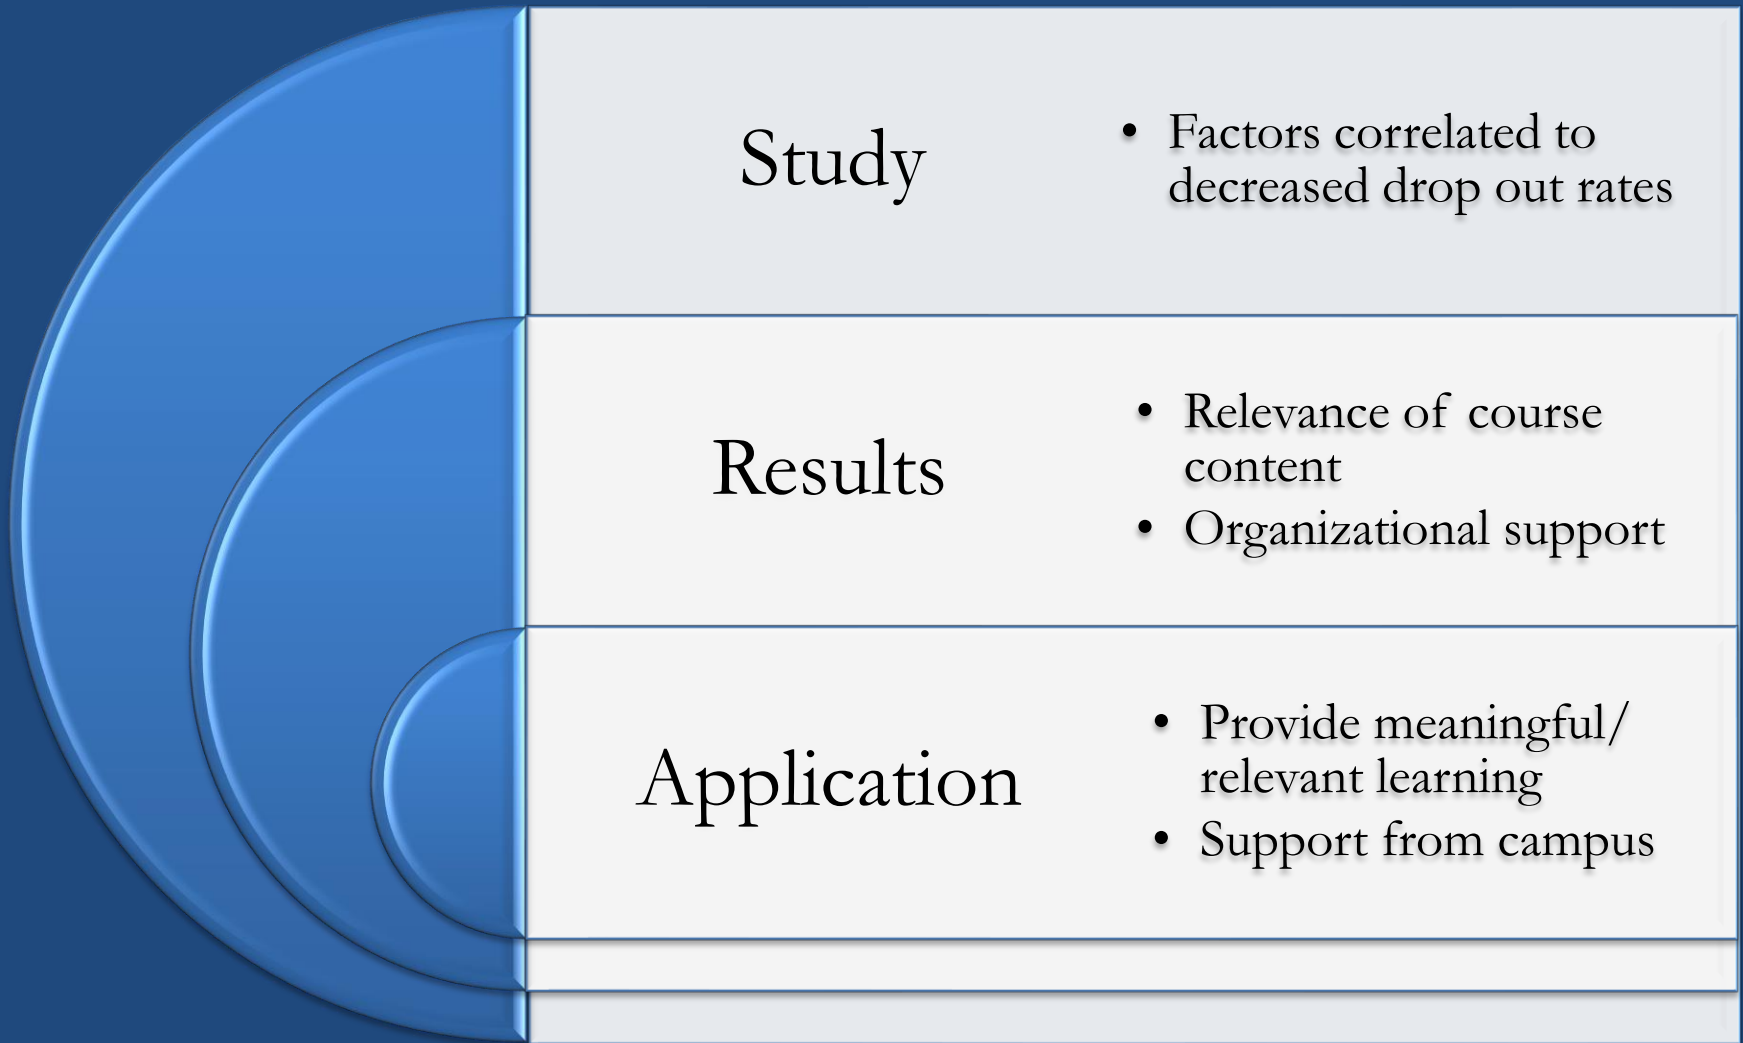 Study
• Factors correlated to
decreased drop out rates
Results
• Relevance of course
content
• Organizational support
Application
• Provide meaningful/
relevant learning
• Support from campus